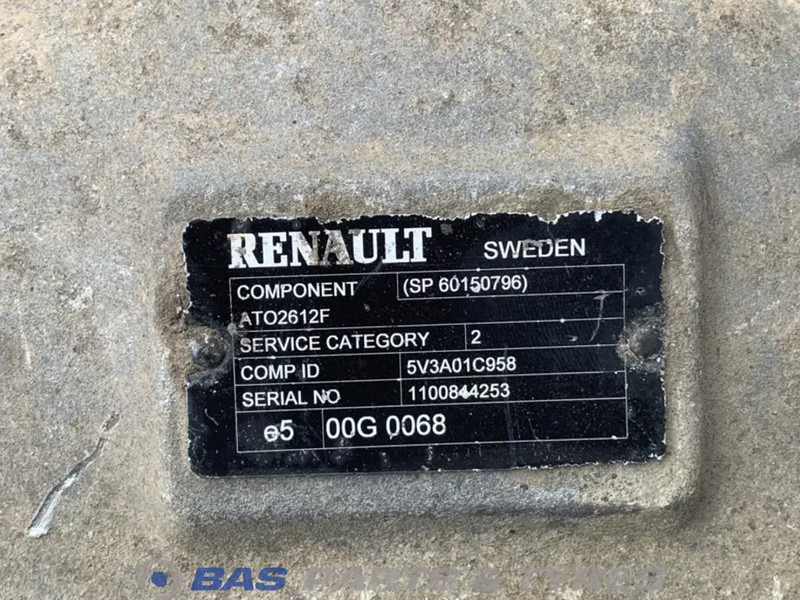 RENAULT SWEDEN
COMPONENT (SP 60150796)
ATO2612F
SERVICE CATEGORY 2
COMP ID 5V3A01C958
SERIAL NO 1100844253
e5 00G 0068
BAS PARTS & TYRES